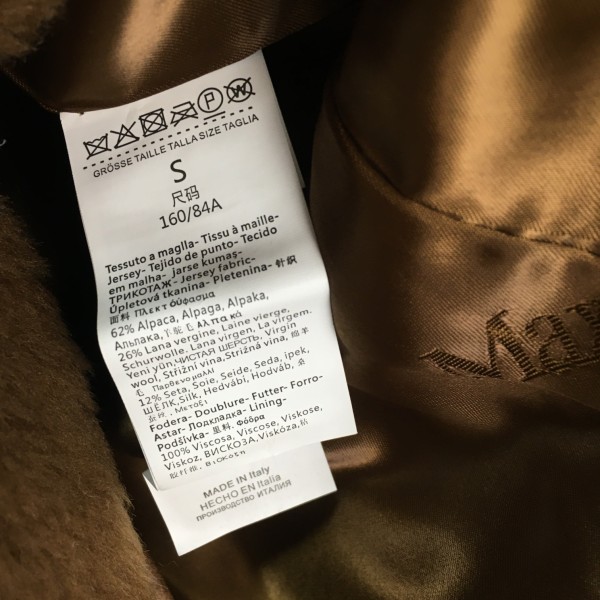 GRÖSSE TAILLE TALLA SIZE TAGLIA
S
尺码
160/84A
Tessuto a maglia- Tissu à maille-
Jersey- Tejido de punto- Tecido
em malha- jarse kumaş-
ТРИКОТАЖ- Jersey fabric-
Úpletová tkanina- Pletenina- 针织
面料 Πλεκτό ύφασμα
62% Alpaca, Alpaga, Alpaka,
Альпака, 羊驼毛 αλπακά
26% Lana vergine, Laine vierge,
Schurwolle. Lana virgen. La virgem.
Yeni yün. ЧИСТАЯ ШЕРСТЬ, Virgin
wool, Střižní vlna, Strižná vlna,
毛 Παρθενομαλλί
12% Seta, Soie, Seide, Seda, ipek,
ШЁЛК, Silk, Hedvábí, Hodváb,
Μετάξι
Fodera- Doublure- Futter- Forro-
Astar- Подкладка- Lining-
Podšívka- 里料. Φόδρα
100% Viscosa, Viscose, Viskose,
Viskoz, ВИСКОЗА, Viskóza,
Βισκόζη
MADE IN Italy
HECHO EN Italia
ПРОИЗВОДСТВО ИТАЛИЯ